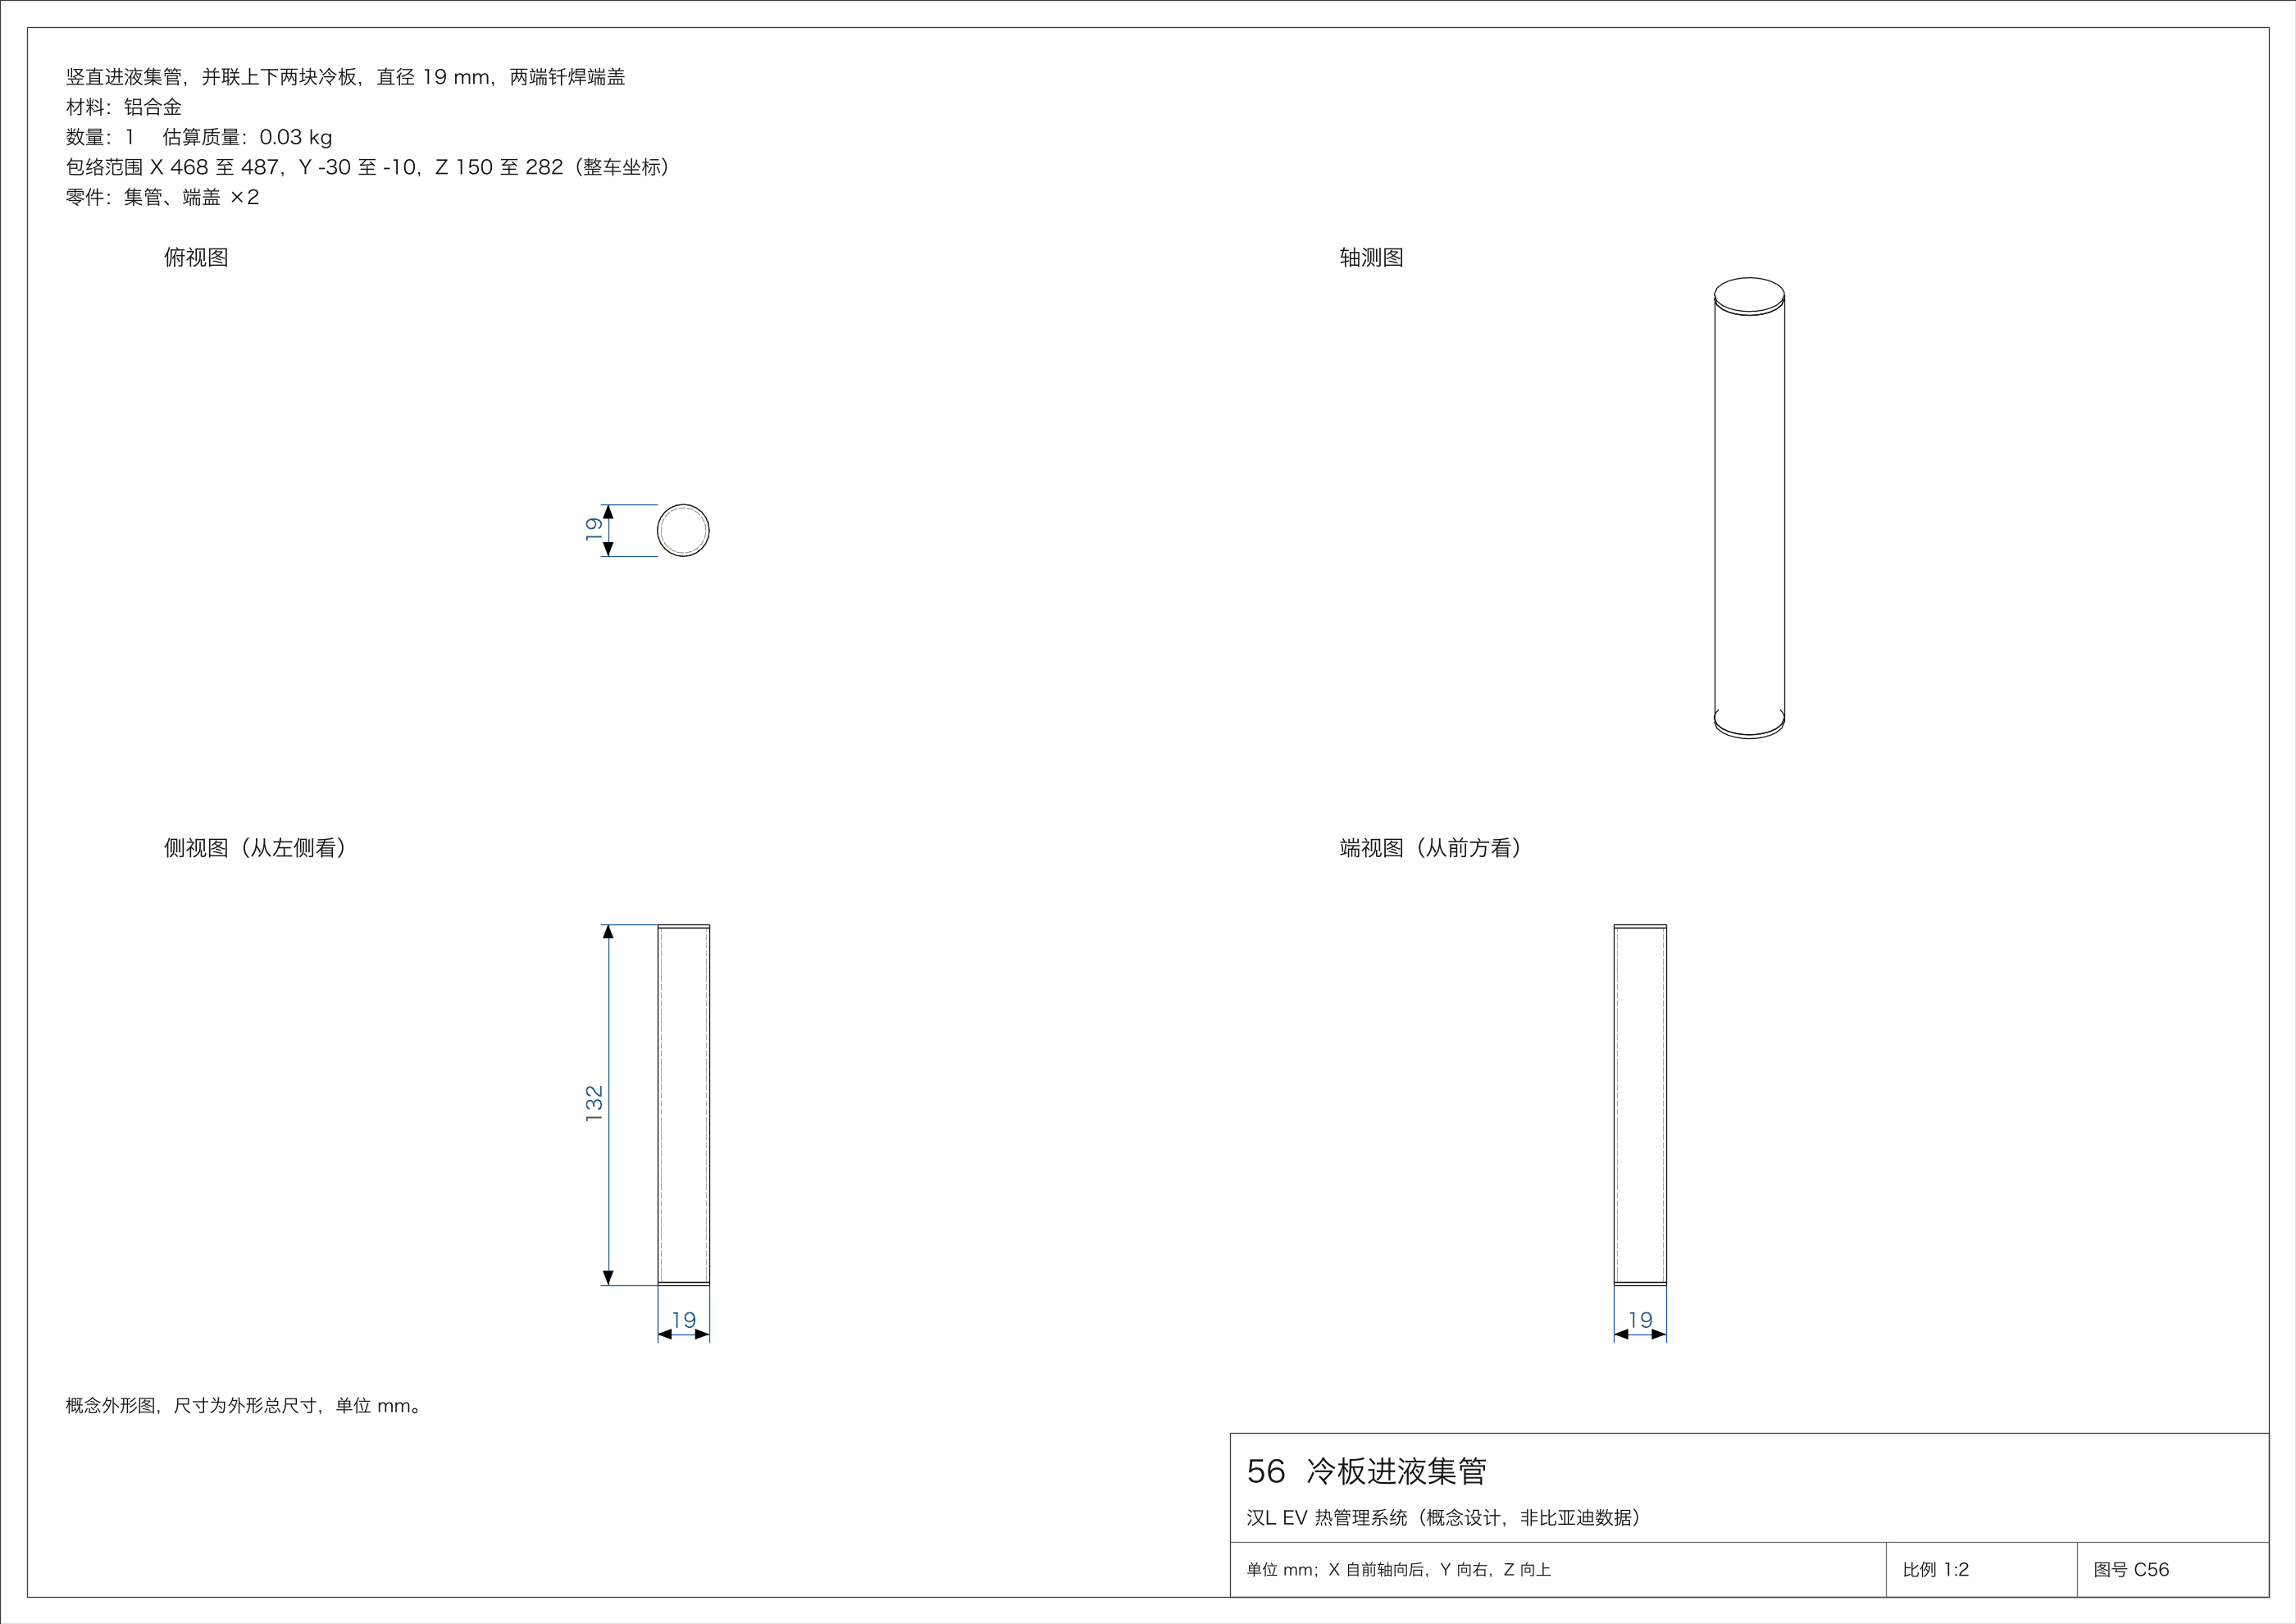 竖直进液集管，并联上下两块冷板，直径 19 mm，两端钎焊端盖
材料：铝合金
数量：1　估算质量：0.03 kg
包络范围 X 468 至 487，Y -30 至 -10，Z 150 至 282（整车坐标）
零件：集管、端盖 ×2
俯视图
轴测图
19
侧视图（从左侧看）
端视图（从前方看）
132
19
19
概念外形图，尺寸为外形总尺寸，单位 mm。
56 冷板进液集管
汉L EV 热管理系统（概念设计，非比亚迪数据）
单位 mm；X 自前轴向后，Y 向右，Z 向上
比例 1:2
图号 C56